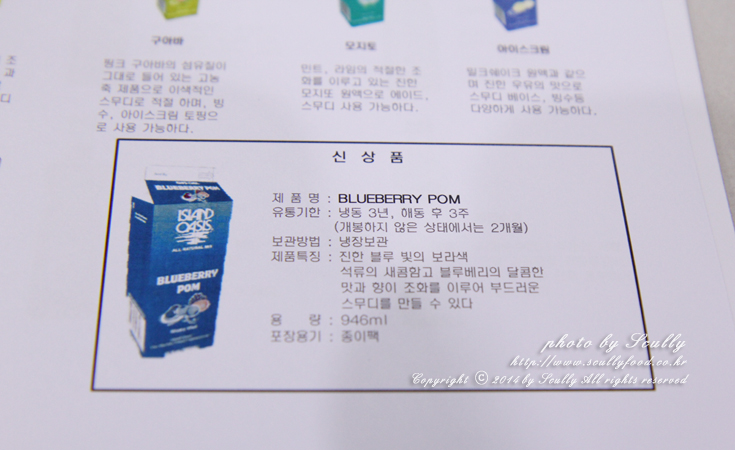 구아바
핑크 구아바의 섬유질이
그대로 들어 있는 고농
축 제품으로 이색적인
스무디로 적절 하며, 빙
수, 아이스크림 토핑으
로 사용 가능하다.
모지토
민트, 라임의 적절한 조
화를 이루고 있는 진한
모지또 원액으로 에이드,
스무디 사용 가능하다.
아이스크림
밀크쉐이크 원액과 같으
며 진한 우유의 맛으로
스무디 베이스, 빙수등
다양하게 사용 가능하다.
신 상 품
제 품 명 : BLUEBERRY POM
유통기한 : 냉동 3년, 해동 후 3주
(개봉하지 않은 상태에서는 2개월)
보관방법 : 냉장보관
제품특징 : 진한 블루 빛의 보라색
석류의 새콤함과 블루베리의 달콤한
맛과 향이 조화를 이루어 부드러운
스무디를 만들 수 있다
용 량 : 946ml
포장용기 : 종이팩
BLUEBERRY POM
ISLAND
OASIS
ALL NATURAL MIX
BLUEBERRY
POM
photo by Scully
http://www.scullyfood.co.kr
Copyright ⓒ 2014 by Scully All rights reserved